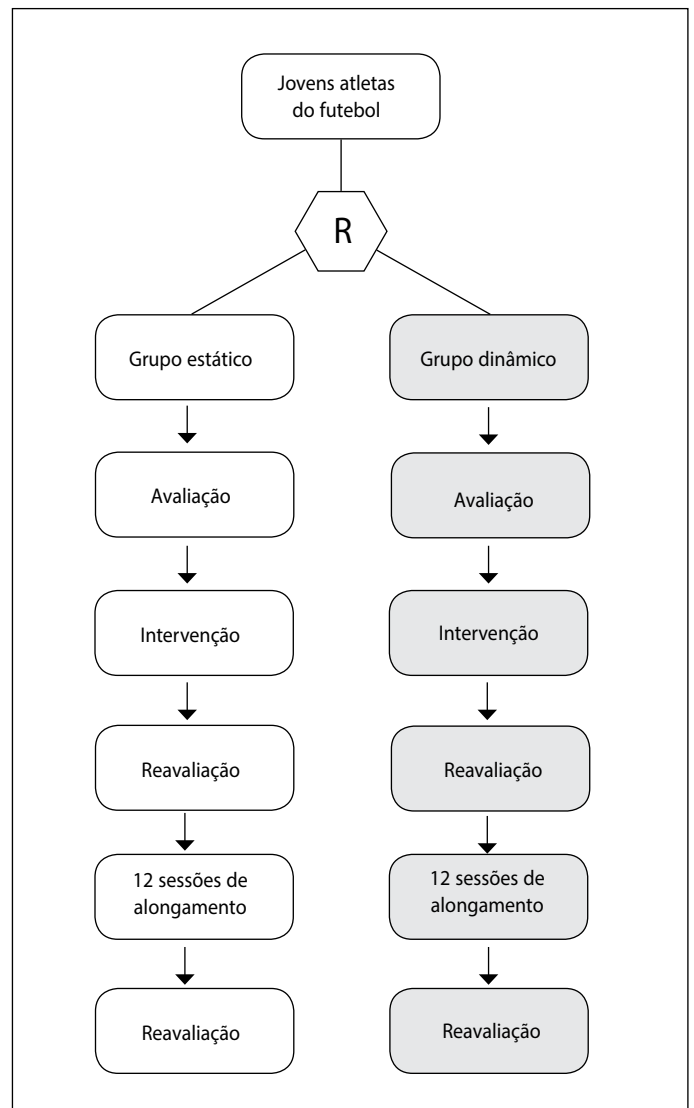 Jovens atletas
do futebol
R
Grupo estático
Grupo dinâmico
Avaliação
Avaliação
Intervenção
Intervenção
Reavaliação
Reavaliação
12 sessões de
alongamento
12 sessões de
alongamento
Reavaliação
Reavaliação